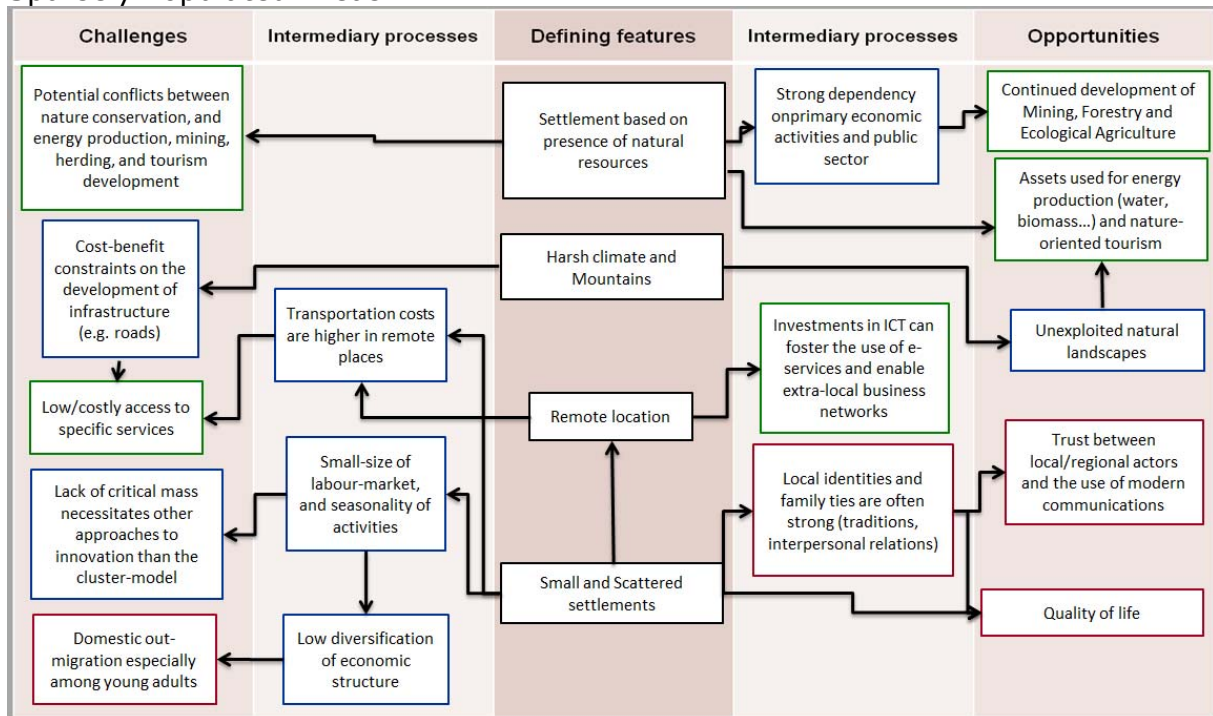 Challenges
Intermediary processes
Defining features
Intermediary processes
Opportunities
Potential conflicts between
nature conservation, and
energy production, mining,
herding, and tourism
development
Cost-benefit
constraints on the
development of
infrastructure
(e.g. roads)
Low/costly access to
specific services
Lack of critical mass
necessitates other
approaches to
innovation than the
cluster-model
Domestic out-
migration especially
among young adults
Transportation costs
are higher in remote
places
Small-size of
labour-market,
and seasonality of
activities
Low diversification
of economic
structure
Settlement based on
presence of natural
resources
Harsh climate and
Mountains
Remote location
Small and Scattered
settlements
Strong dependency
onprimary economic
activities and public
sector
Investments in ICT can
foster the use of e-
services and enable
extra-local business
networks
Local identities and
family ties are often
strong (traditions,
interpersonal relations)
Continued development of
Mining, Forestry and
Ecological Agriculture
Assets used for energy
production (water,
biomass...) and nature-
oriented tourism
Unexploited natural
landscapes
Trust between
local/regional actors
and the use of modern
communications
Quality of life